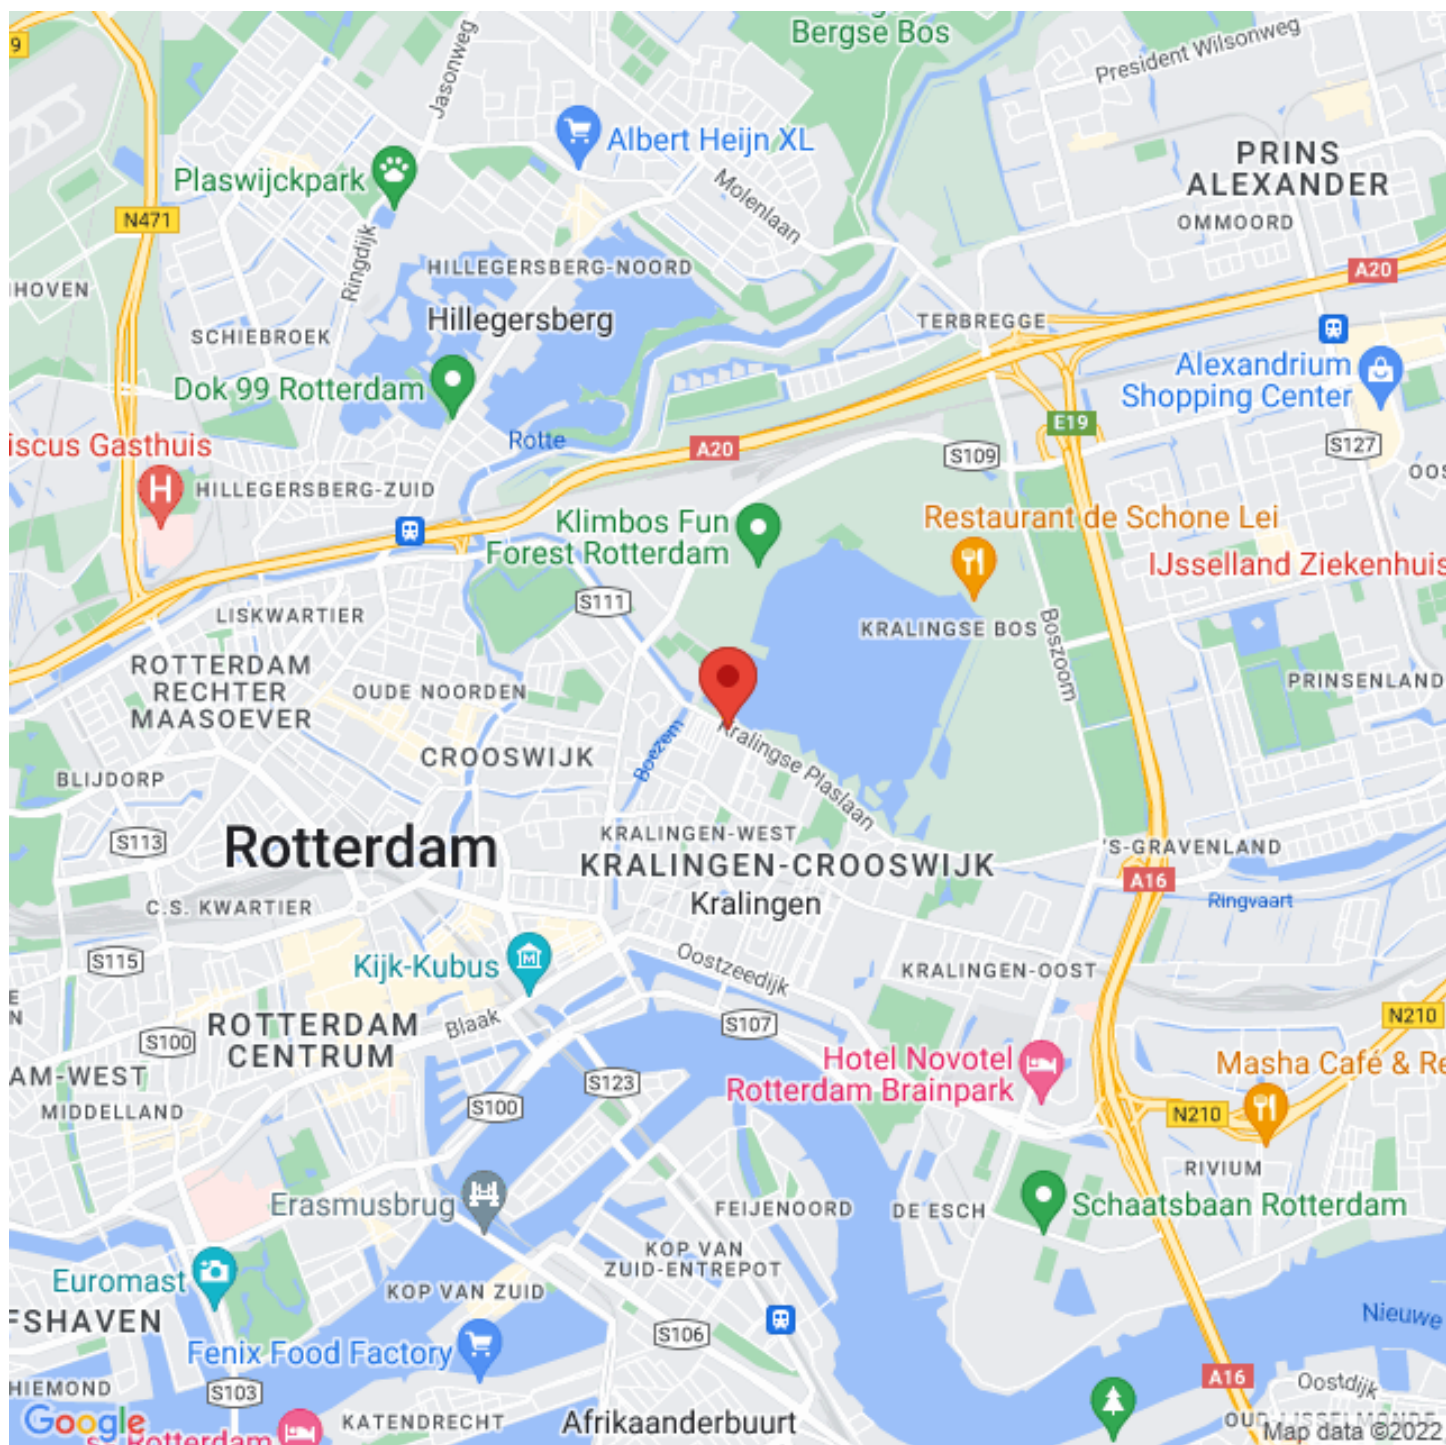 Bergse Bos
President Wilsonweg
9
Jasonweg
Albert Heijn XL
PRINS
ALEXANDER
Plaswijckpark
Molenlaan
N471
OMMOORD
Ringdijk
HILLEGERSBERG-NOORD
A20
HOVEN
Hillegersberg
TERBREGGE
SCHIEBROEK
Alexandrium
Shopping Center
Dok 99 Rotterdam
E19
Rotte
A20
S109
S127
iscus Gasthuis
HILLEGERSBERG-ZUID
Klimbos Fun
Forest Rotterdam
Restaurant de Schone Lei
IJsselland Ziekenhuis
S111
LISKWARTIER
KRALINGSE BOS
Boszoom
ROTTERDAM
RECHTER
MAASOEVER
OUDE NOORDEN
PRINSENLAND
Boezem
Kralingse Plaslaan
CROOSWIJK
BLIJDORP
S113
Rotterdam
KRALINGEN-WEST
KRALINGEN-CROOSWIJK
Kralingen
'S-GRAVENLAND
A16
Ringvaart
C.S. KWARTIER
S115
Kijk-Kubus
Oostzeedijk
KRALINGEN-OOST
ROTTERDAM
CENTRUM
Blaak
S100
S107
N210
AM-WEST
Hotel Novotel
Rotterdam Brainpark
Masha Café & Re
MIDDELLAND
S123
S100
N210
RIVIUM
Erasmusbrug
FEIJENOORD
DE ESCH
Schaatsbaan Rotterdam
KOP VAN
ZUID-ENTREPOT
Euromast
KOP VAN ZUID
FSHAVEN
Nieuwe
Fenix Food Factory
S106
A16
HIEMOND
S103
Oostdijk
Google
KATENDRECHT
Afrikaanderbuurt
Rotterdam
Map data ©2022